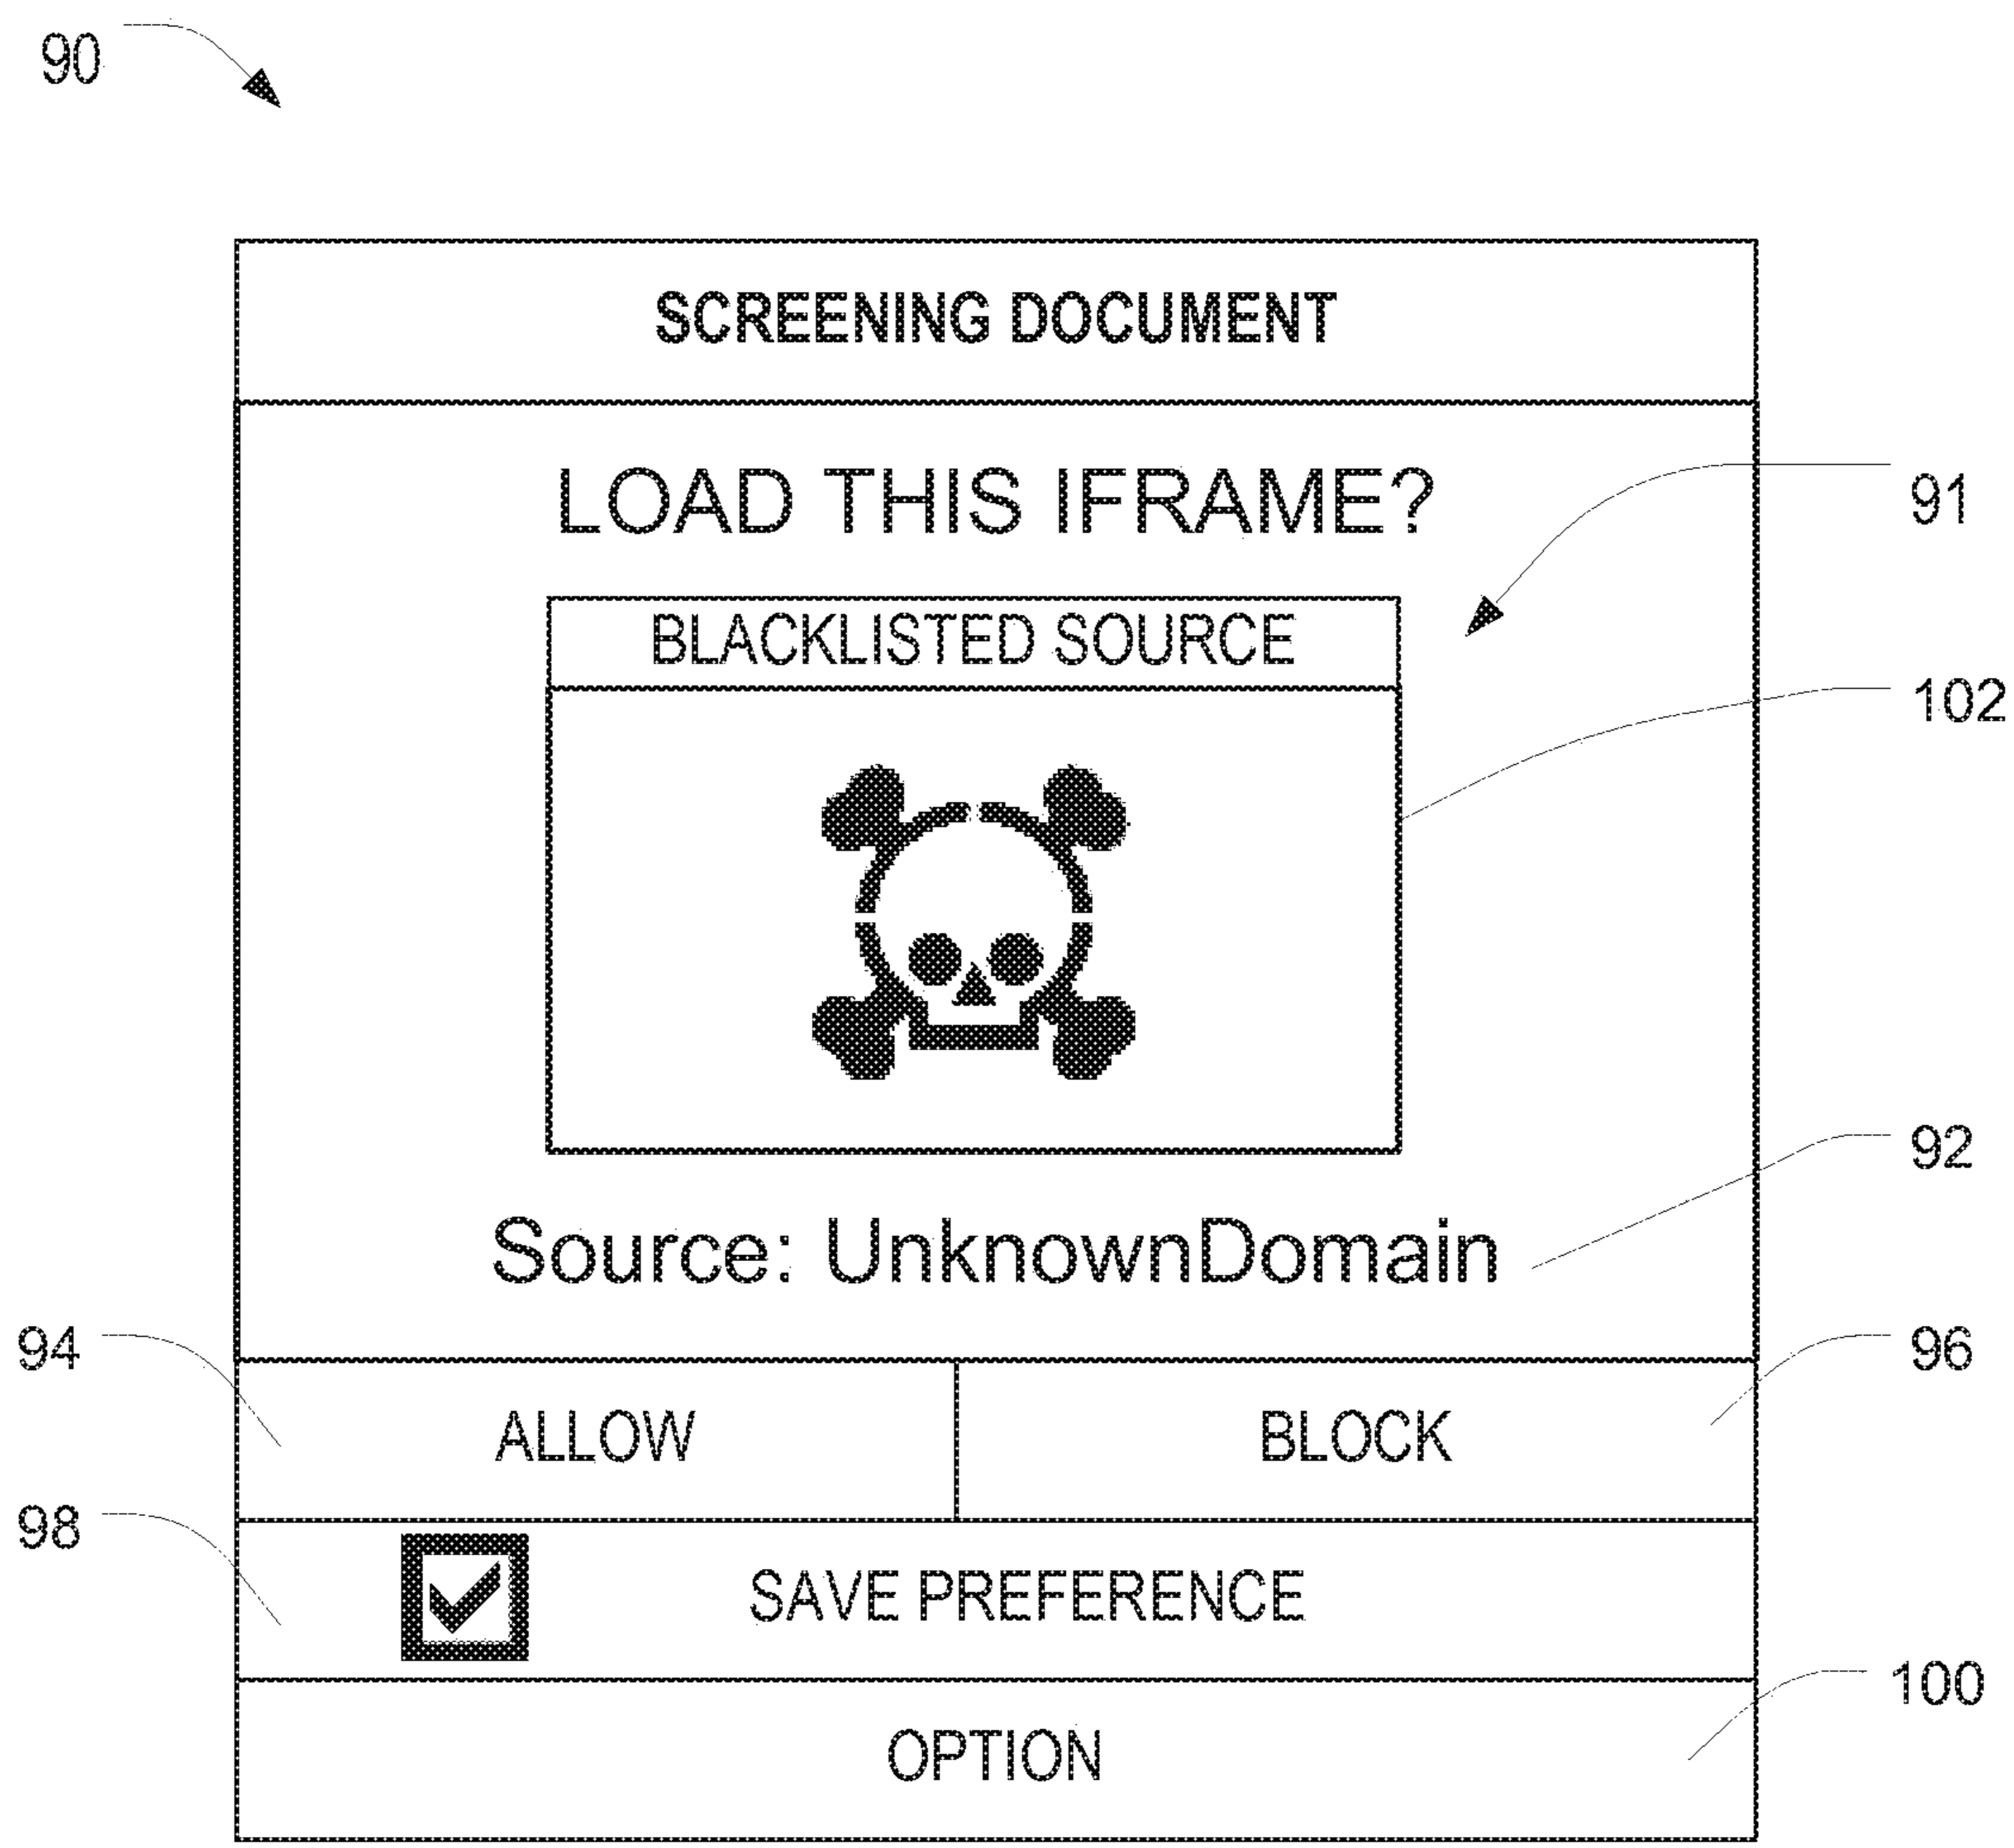 90
SCREENING DOCUMENT
LOAD THIS IFRAME?
91
BLACKLISTED SOURCE
102
92
Source: UnknownDomain
94
96
ALLOW
BLOCK
98
SAVE PREFERENCE
100
OPTION